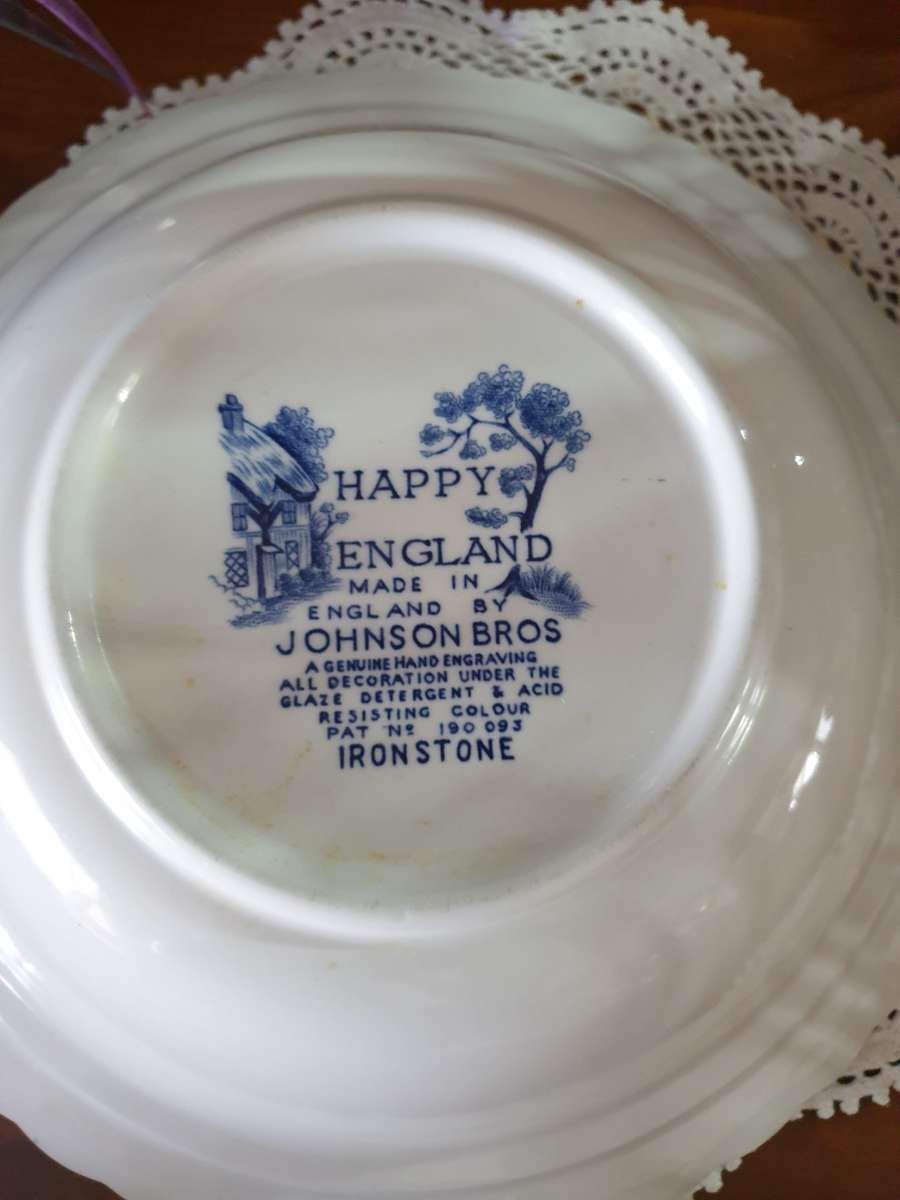 HAPPY
ENGLAND
MADE IN
ENGLAND BY
JOHNSON BROS
A GENUINE HAND ENGRAVING
ALL DECORATION UNDER THE
GLAZE DETERGENT & ACID
RESISTING COLOUR
PAT Nº 190 093
IRONSTONE